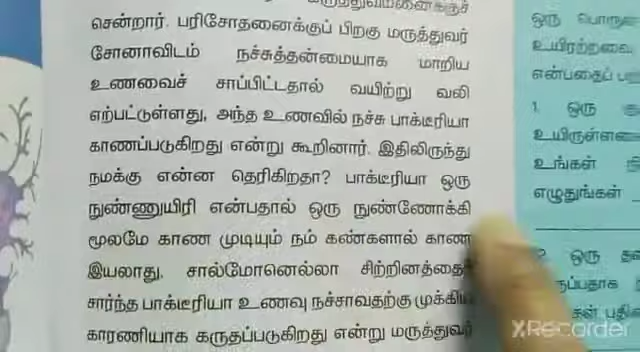 சென்றார். பரிசோதனைக்குப் பிறகு மருத்துவர்
சோனாவிடம் நச்சுத்தன்மையாக மாறிய
உணவைச் சாப்பிட்டதால் வயிற்று வலி
ஏற்பட்டுள்ளது, அந்த உணவில் நச்சு பாக்டீரியா
காணப்படுகிறது என்று கூறினார். இதிலிருந்து
நமக்கு என்ன தெரிகிறதா? பாக்டீரியா ஒரு
நுண்ணுயிரி என்பதால் ஒரு நுண்ணோக்கி
மூலமே காண முடியும் நம் கண்களால் காண
இயலாது. சால்மோனெல்லா
சார்ந்த பாக்டீரியா உணவு நச்சாவதற்கு
காரணியாக கருதப்படுகிறது என்று மருத்துவர்
ஒரு
உயிரற்றவை
என்பதைப்
1. ஒரு
உங்கள்
எழுதுங்கள்
ஒரு
XRecorder